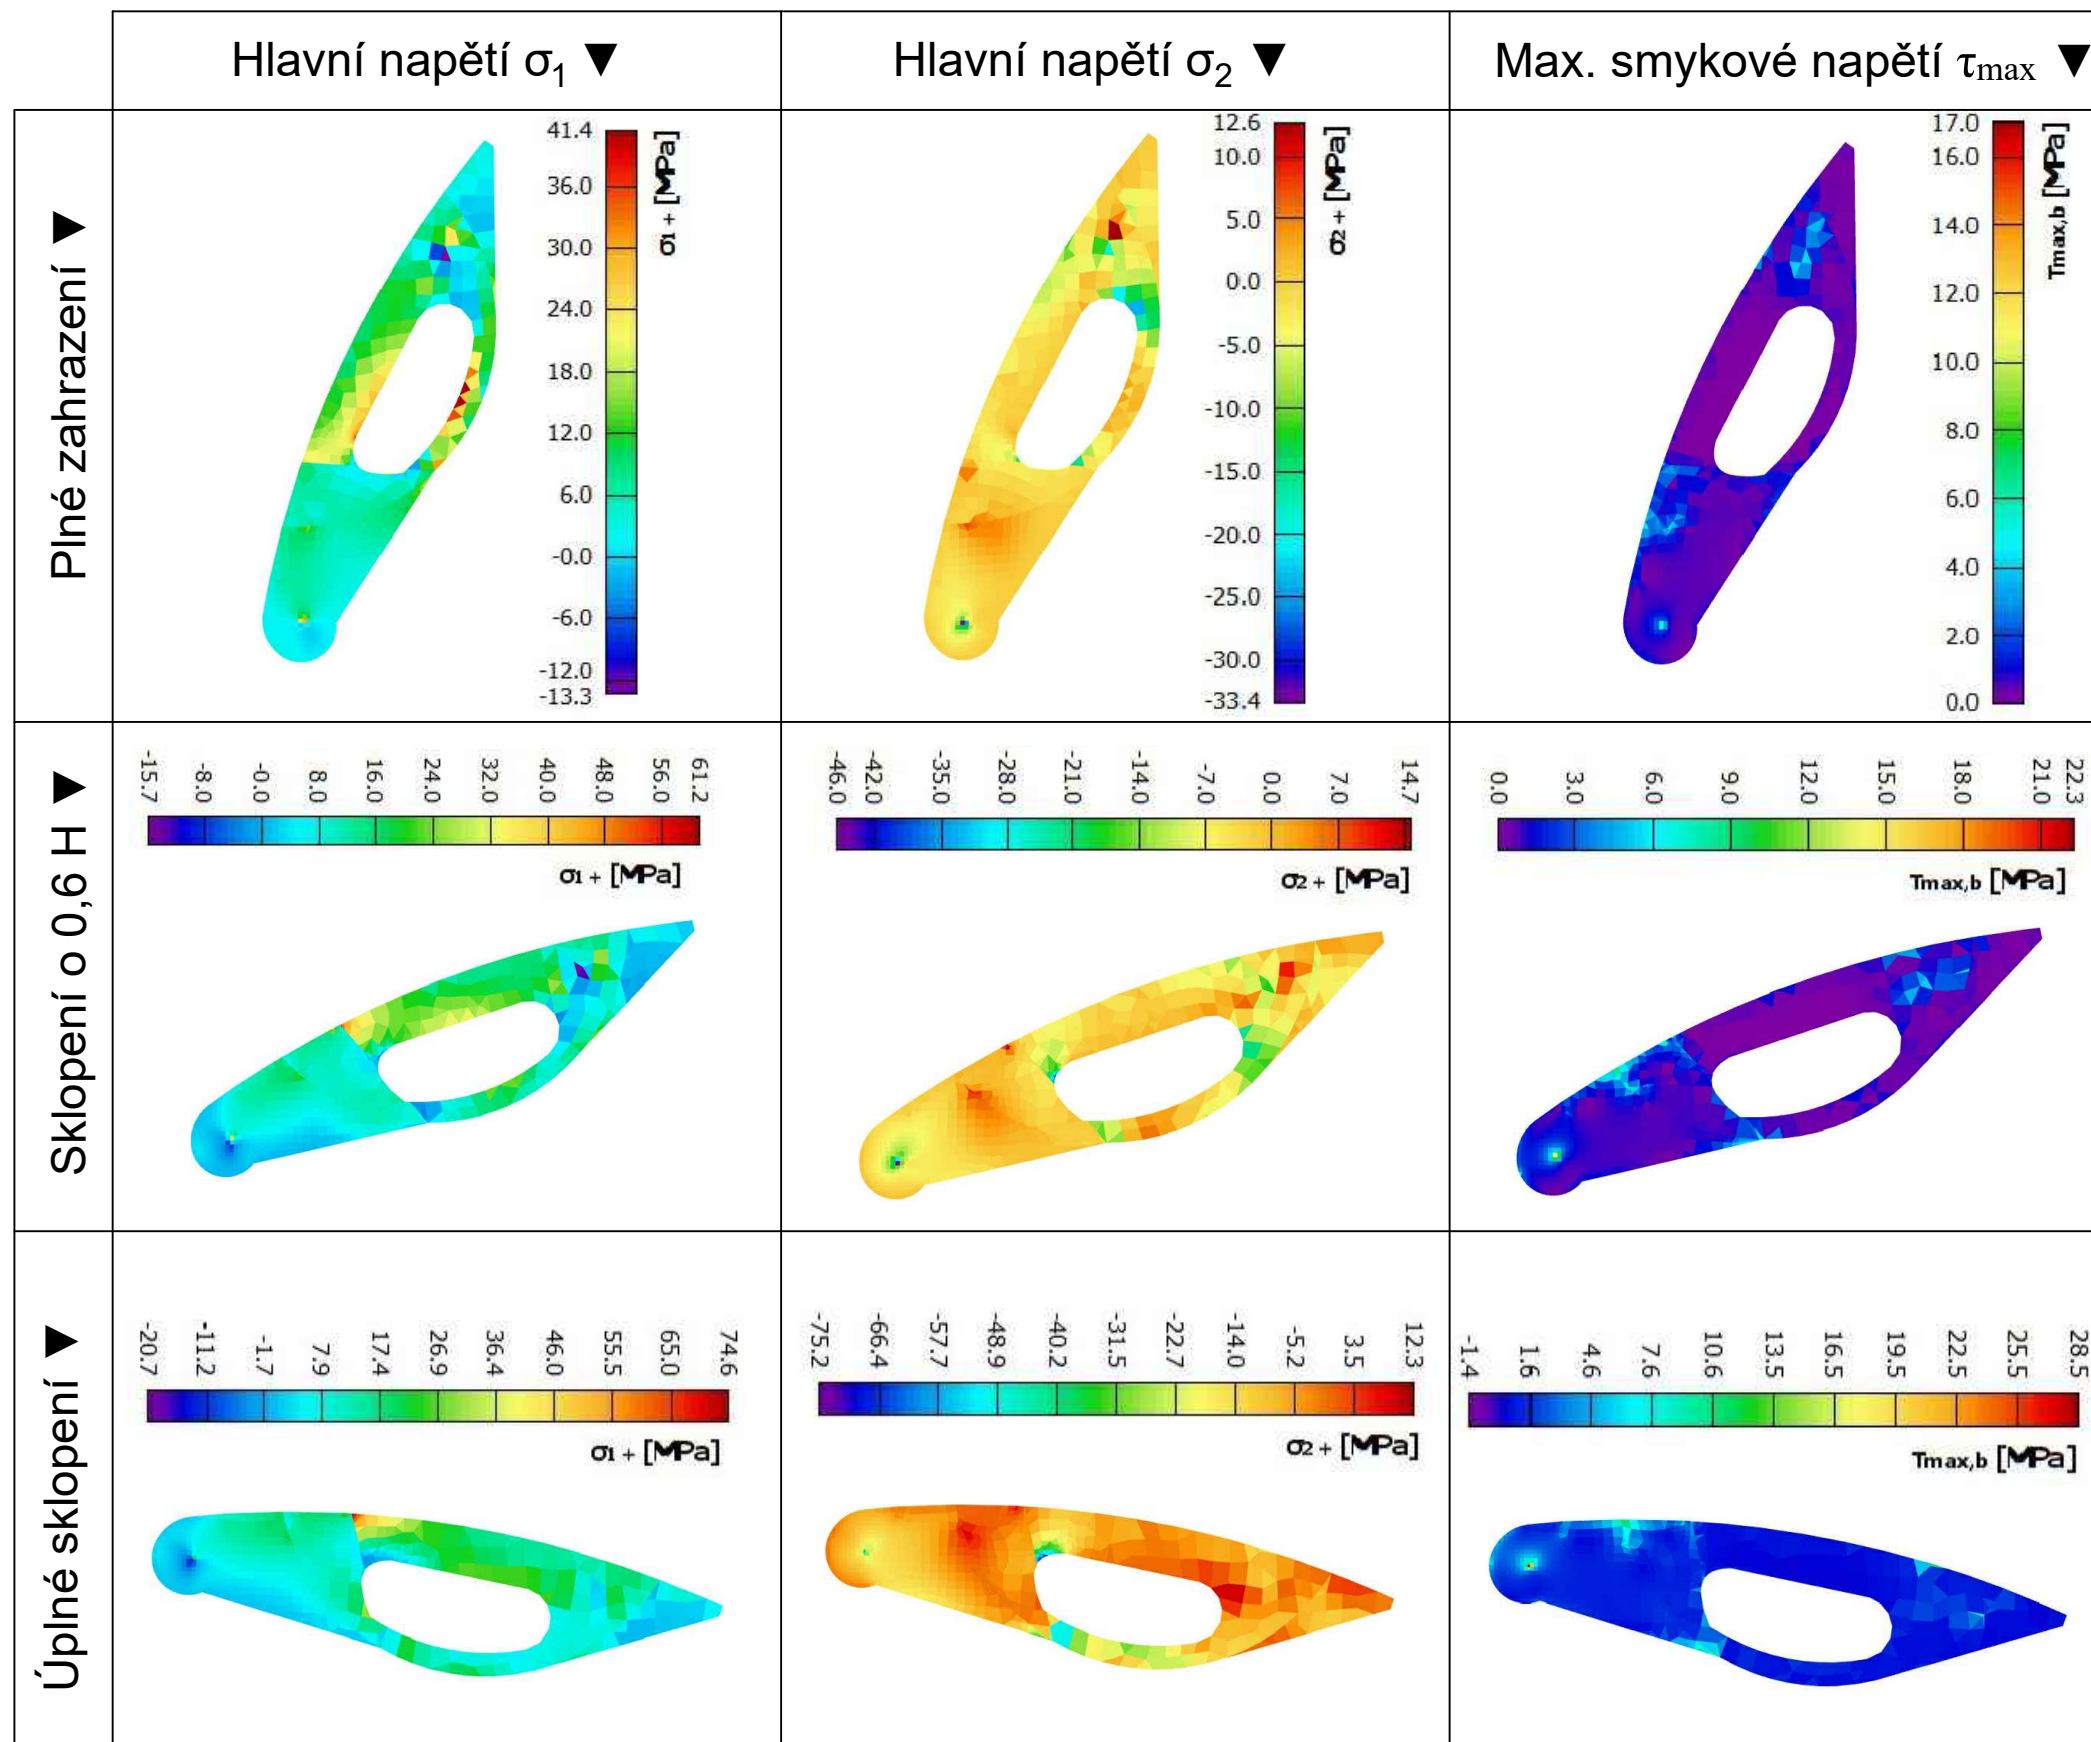 Hlavní napětí σ₁ ▼
Hlavní napětí σ₂ ▼
Max. smykové napětí τmax ▼
Plné zahrazení ▼
41.4
36.0
30.0
24.0
18.0
12.0
6.0
-0.0
-6.0
-12.0
-13.3
σ1+ [MPa]
12.6
10.0
5.0
0.0
-5.0
-10.0
-15.0
-20.0
-25.0
-30.0
-33.4
σ2+ [MPa]
17.0
16.0
14.0
12.0
10.0
8.0
6.0
4.0
2.0
0.0
Tmax,b [MPa]
Sklopení o 0,6 H ▼
-15.7 -8.0 -0.0 8.0 16.0 24.0 32.0 40.0 48.0 56.0 61.2
σ1+ [MPa]
-46.0 -42.0 -35.0 -28.0 -21.0 -14.0 -7.0 0.0 7.0 14.7
σ2+ [MPa]
0.0 3.0 6.0 9.0 12.0 15.0 18.0 21.0 22.3
Tmax,b [MPa]
Úplné sklopení ▼
-20.7 -11.2 -1.7 7.9 17.4 26.9 36.4 46.0 55.5 65.0 74.6
σ1+ [MPa]
-75.2 -66.4 -57.7 -48.9 -40.2 -31.5 -22.7 -14.0 -5.2 3.5 12.3
σ2+ [MPa]
-1.4 1.6 4.6 7.6 10.6 13.5 16.5 19.5 22.5 25.5 28.5
Tmax,b [MPa]